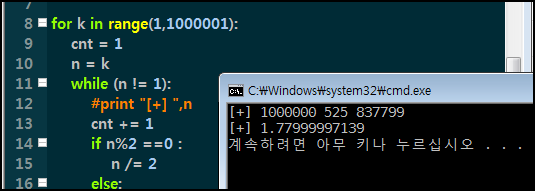 7
8 for k in range(1,1000001):
9 cnt = 1
10 n = k
11 while (n != 1):
12 #print "[+] ",n
13 cnt += 1
14 if n%2 ==0 :
15 n /= 2
16 else:
C:₩Windows₩system32₩cmd.exe
[+] 1000000 525 837799
[+] 1.77999997139
계속하려면 아무 키나 누르십시오 . . .